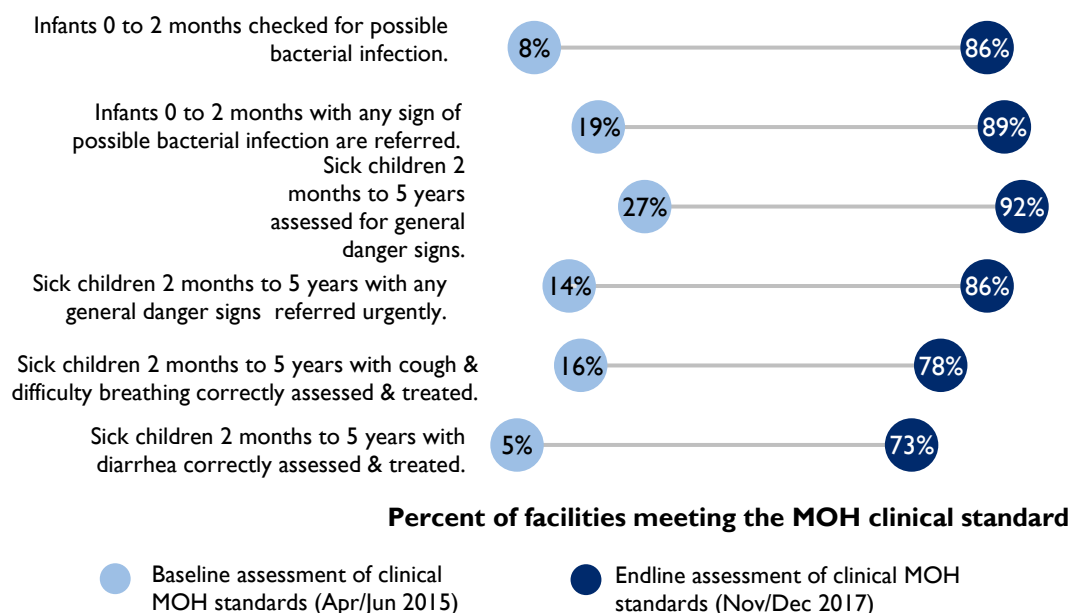 Infants 0 to 2 months checked for possible
bacterial infection.
8%
86%
Infants 0 to 2 months with any sign of
possible bacterial infection are referred.
19%
89%
Sick children 2
months to 5 years
assessed for general
danger signs.
27%
92%
Sick children 2 months to 5 years with any
general danger signs  referred urgently.
14%
86%
Sick children 2 months to 5 years with cough &
difficulty breathing correctly assessed & treated.
16%
78%
Sick children 2 months to 5 years with
diarrhea correctly assessed & treated.
5%
73%
Percent of facilities meeting the MOH clinical standard
Baseline assessment of clinical
MOH standards (Apr/Jun 2015)
Endline assessment of clinical MOH
standards (Nov/Dec 2017)